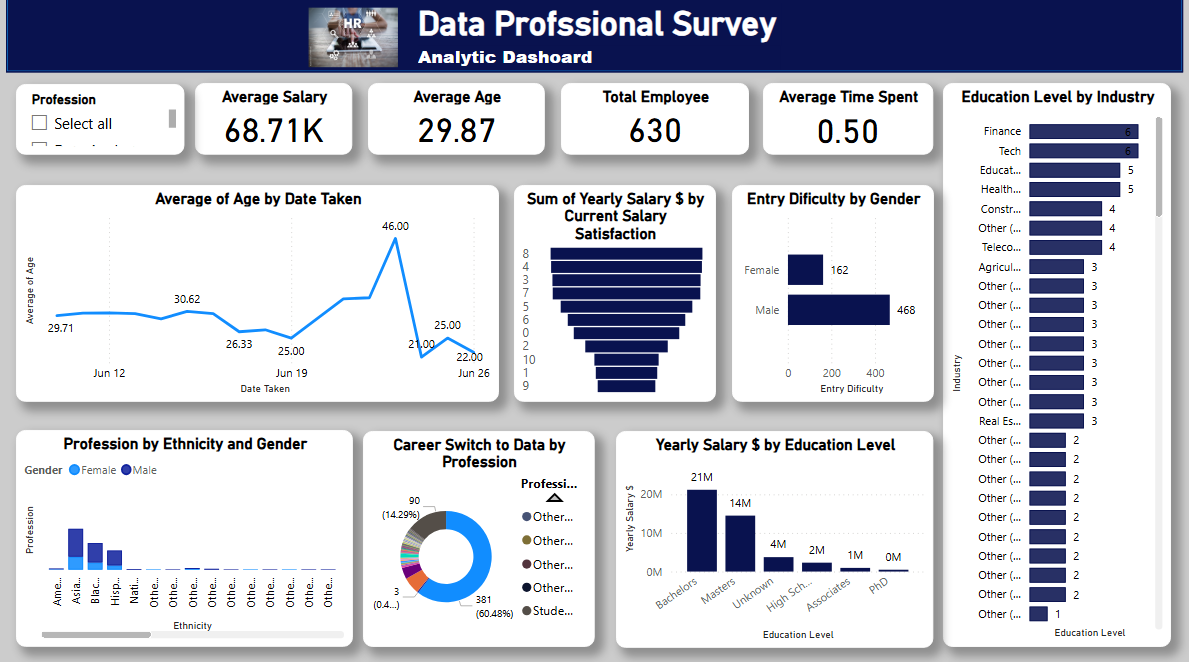 HR
Data Profssional Survey
Analytic Dashoard
Profession
Select all
Average Salary
68.71K
Average Age
29.87
Total Employee
630
Average Time Spent
0.50
Education Level by Industry
Finance 6
Tech 6
Educat... 5
Health... 5
Constr... 4
Other (... 4
Teleco... 4
Agricul... 3
Other (... 3
Other (... 3
Other (... 3
Other (... 3
Other (... 3
Other (... 3
Other (... 3
Real Es... 3
Other (... 2
Other (... 2
Other (... 2
Other (... 2
Other (... 2
Other (... 2
Other (... 2
Other (... 2
Other (... 2
Other (... 1
Industry
Education Level
Average of Age by Date Taken
Average of Age
29.71
30.62
26.33
25.00
46.00
21.00
25.00
22.00
Jun 12
Jun 19
Jun 26
Date Taken
Sum of Yearly Salary $ by
Current Salary
Satisfaction
8
4
3
7
5
6
0
2
10
1
9
Entry Dificulty by Gender
Female 162
Male 468
0 200 400
Entry Dificulty
Profession by Ethnicity and Gender
Gender Female Male
Profession
Ame...
Asia...
Blac...
Hisp...
Nati...
Othe...
Othe...
Othe...
Othe...
Othe...
Othe...
Othe...
Othe...
Othe...
Othe...
Ethnicity
Career Switch to Data by
Profession
90
(14.29%)
3
(0.4...)
381
(60.48%)
Professi...
Other...
Other...
Other...
Other...
Stude...
Yearly Salary $ by Education Level
Yearly Salary $
20M
10M
0M
21M
14M
4M
2M
1M
0M
Bachelors
Masters
Unknown
High Sch...
Associates
PhD
Education Level